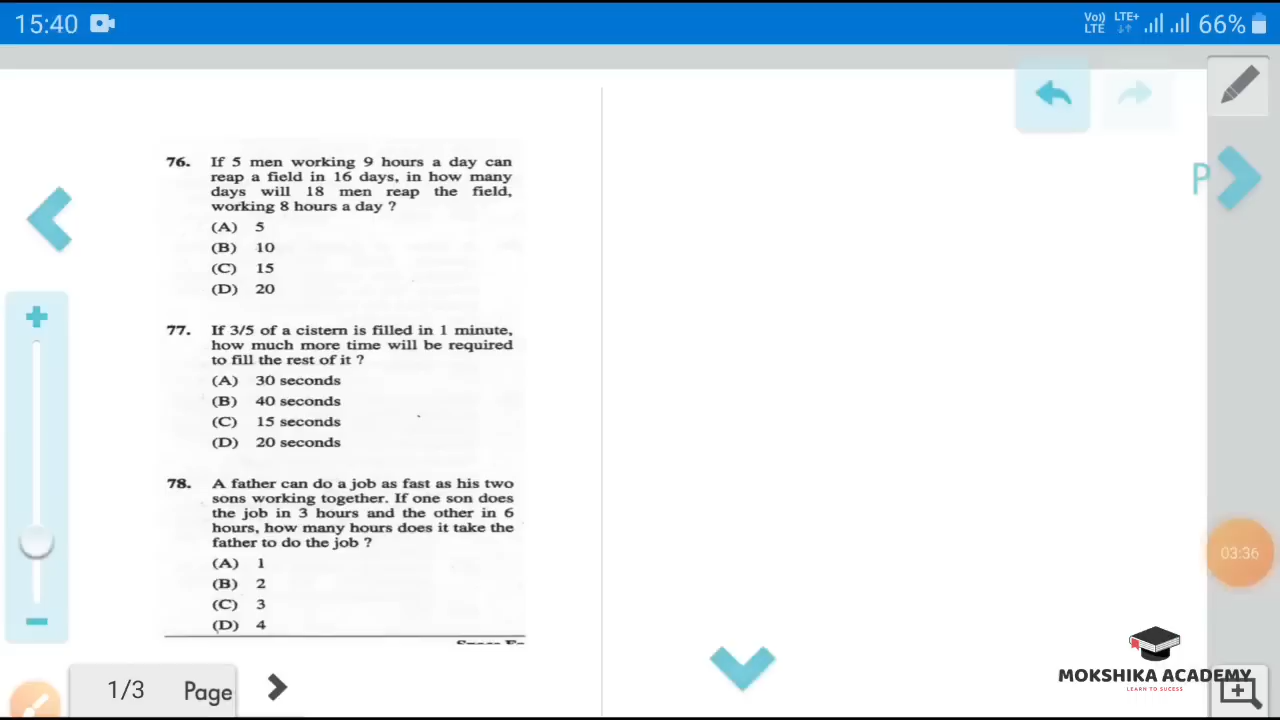 15:40
Vo)) LTE LTE+ 66%
P
76. If 5 men working 9 hours a day can
reap a field in 16 days, in how many
days will 18 men reap the field,
working 8 hours a day ?
(A) 5
(B) 10
(C) 15
(D) 20
77. If 3/5 of a cistern is filled in 1 minute,
how much more time will be required
to fill the rest of it ?
(A) 30 seconds
(B) 40 seconds
(C) 15 seconds
(D) 20 seconds
78. A father can do a job as fast as his two
sons working together. If one son does
the job in 3 hours and the other in 6
hours, how many hours does it take the
father to do the job ?
(A) 1
(B) 2
(C) 3
(D) 4
03:36
MOKSHIKA ACADEMY
LEARN TO SUCESS
1/3 Page